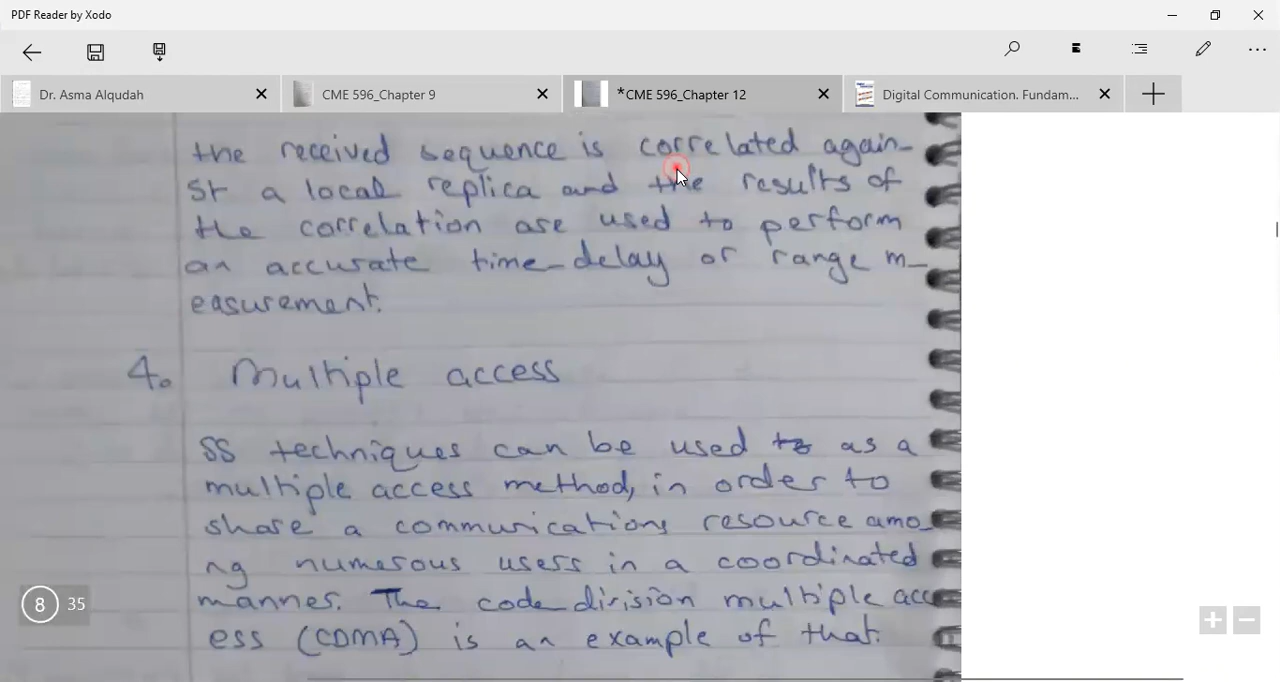 PDF Reader by Xodo
Dr. Asma Alqudah
CME 596_Chapter 9
*CME 596_Chapter 12
Digital Communication. Fundam...
the received sequence is correlated again-
st a local replica and the results of
the correlation are used to perform
an accurate time-delay or range m-
easurement.
4. Multiple access
SS techniques can be used as a
multiple access method, in order to
share a communications resource amo-
ng numerous users in a coordinated
manner. The code division multiple acc
ess (CDMA) is an example of that.
8 35